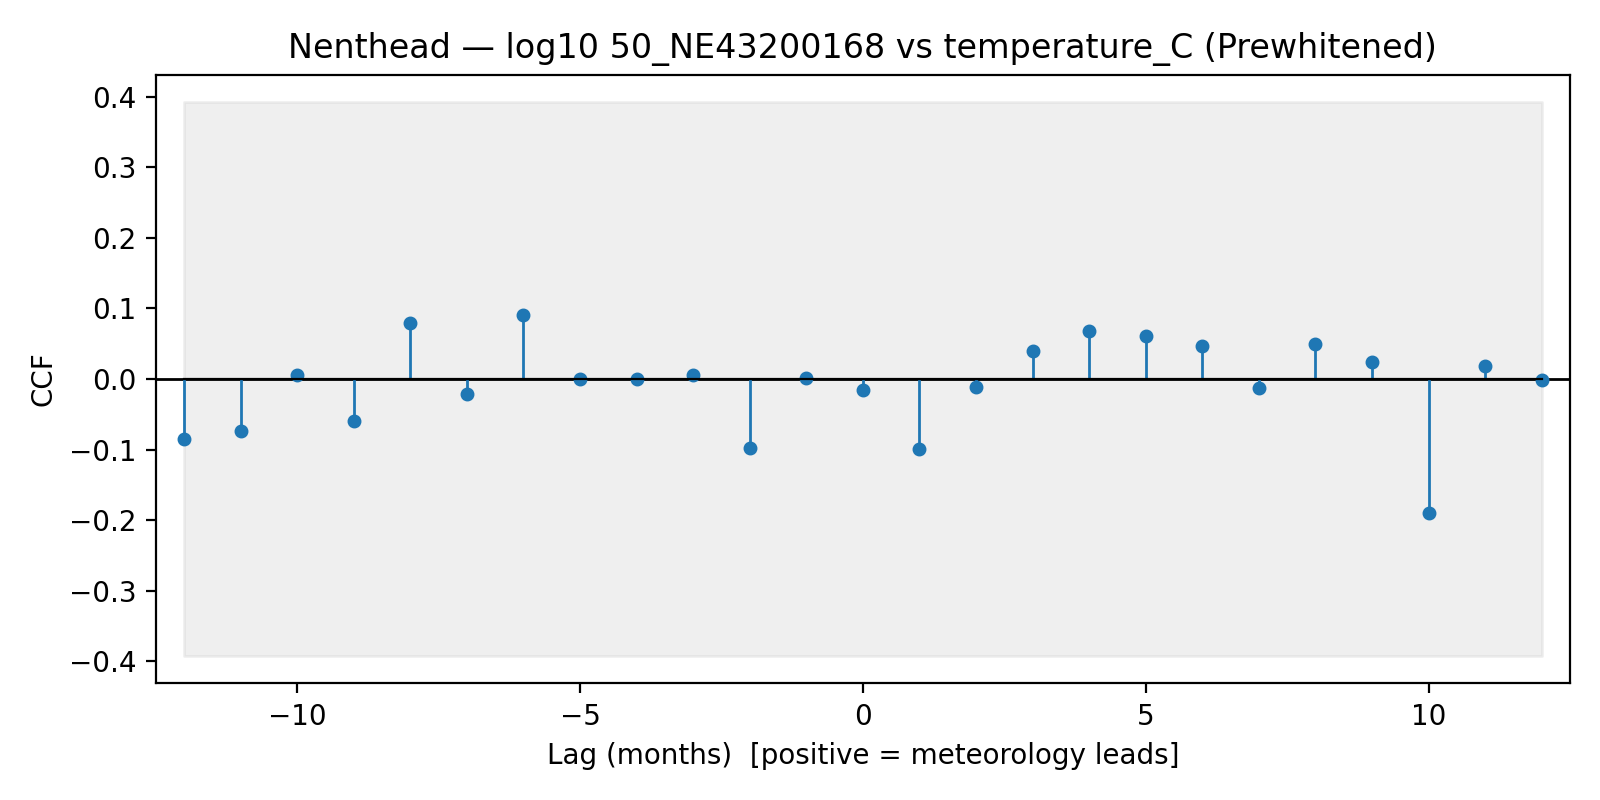 Nenthead — log10 50_NE43200168 vs temperature_C (Prewhitened)
0.4
0.3
0.2
0.1
0.0
−0.1
−0.2
−0.3
−0.4
CCF
−10 −5 0 5 10
Lag (months)  [positive = meteorology leads]